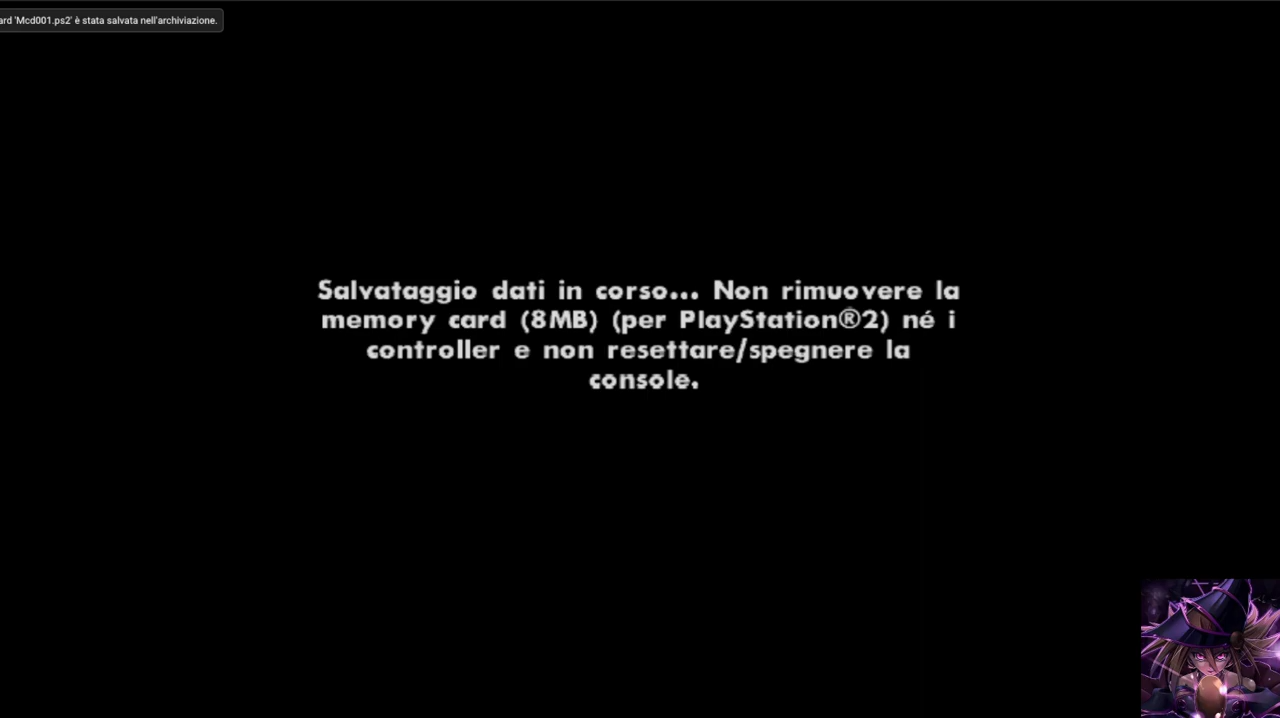 ard 'Mcd001.ps2' è stata salvata nell'archiviazione.
Salvataggio dati in corso... Non rimuovere la
memory card (8MB) (per PlayStation®2) né i
controller e non resettare/spegnere la
console.